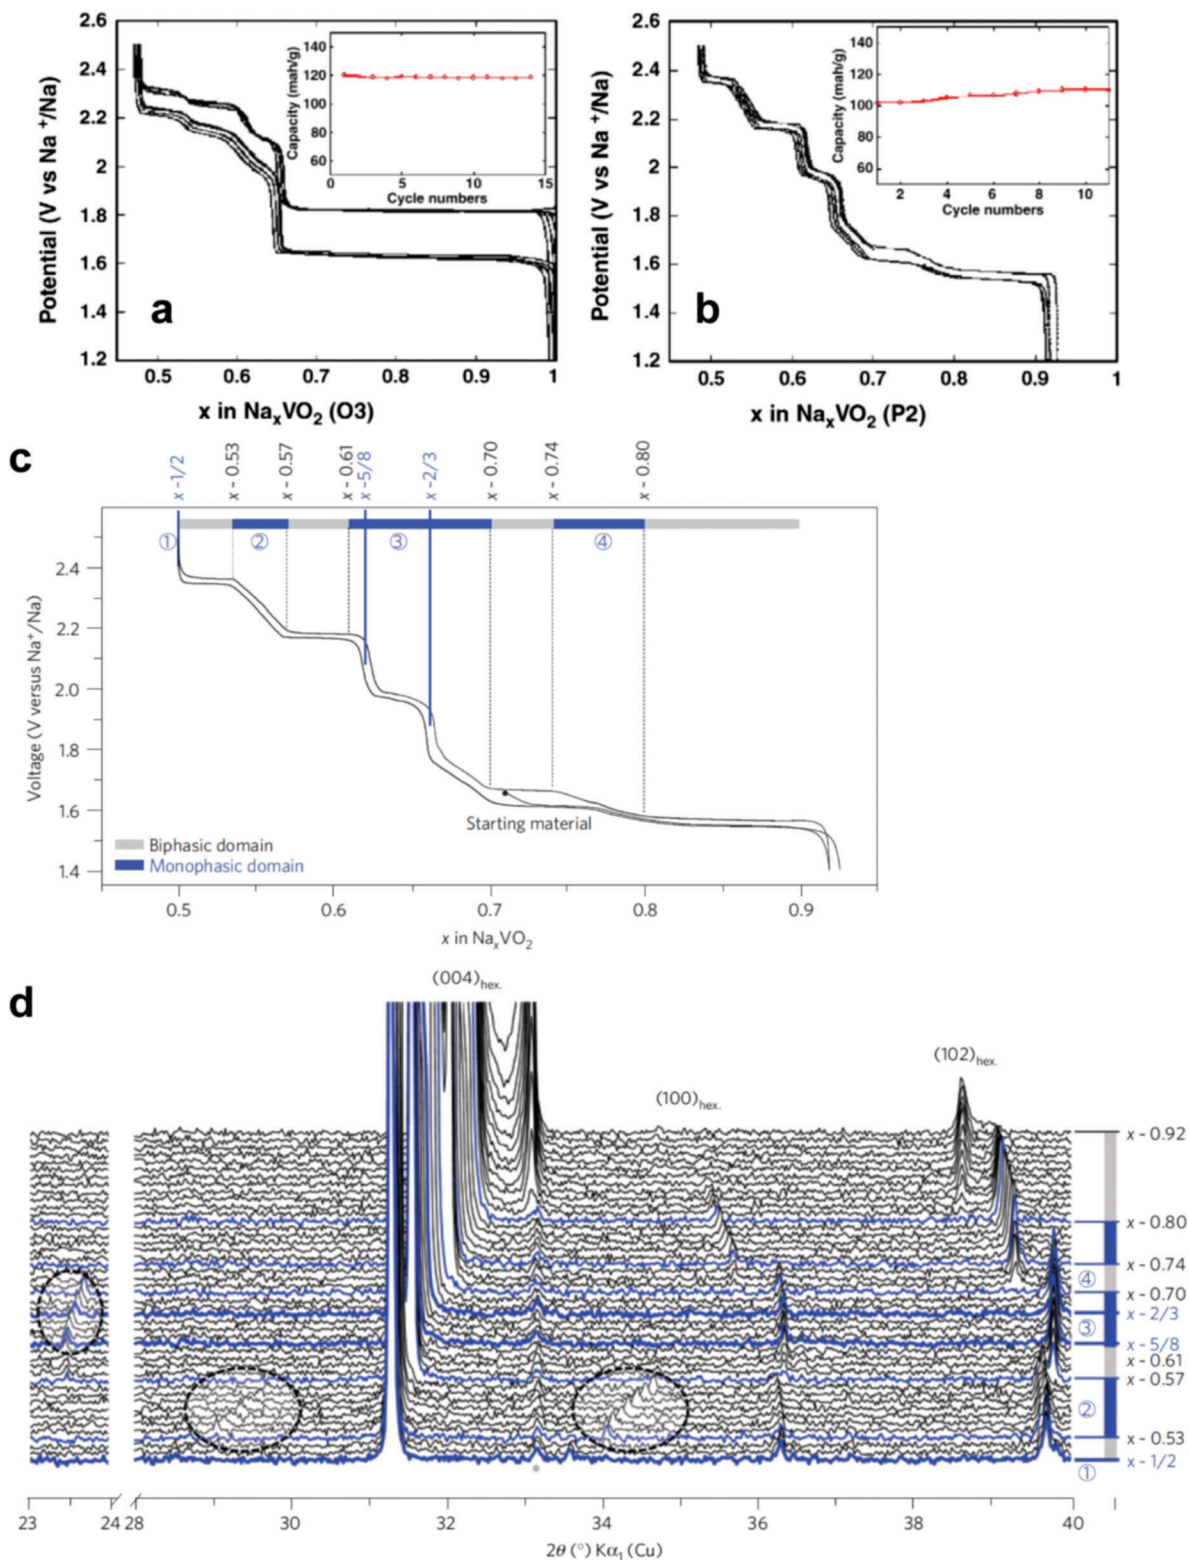 2.6
2.4
2.2
2
1.8
1.6
1.4
1.2
Potential (V vs Na +/Na)
140
120
100
80
60
Capacity (mah/g)
0 5 10 15
Cycle numbers
a
0.5 0.6 0.7 0.8 0.9 1
x in NaxVO2 (O3)
2.6
2.4
2.2
2
1.8
1.6
1.4
1.2
Potential (V vs Na +/Na)
140
120
100
80
60
Capacity (mah/g)
2 4 6 8 10
Cycle numbers
b
0.5 0.6 0.7 0.8 0.9 1
x in NaxVO2 (P2)
c
x ~1/2
x ~ 0.53
x ~ 0.57
x ~ 0.61
x ~5/8
x ~2/3
x ~ 0.70
x ~ 0.74
x ~ 0.80
① ② ③ ④
2.4
2.2
2.0
1.8
1.6
1.4
Voltage (V versus Na+/Na)
Starting material
Biphasic domain
Monophasic domain
0.5 0.6 0.7 0.8 0.9
x in NaxVO2
d
(004)hex.
(100)hex.
(102)hex.
x ~ 0.92
x ~ 0.80
x ~ 0.74
④
x ~ 0.70
x ~ 2/3
③
x ~ 5/8
x ~ 0.61
x ~ 0.57
②
x ~ 0.53
x ~ 1/2
①
*
23 24 28 30 32 34 36 38 40
2θ (°) Kα1 (Cu)